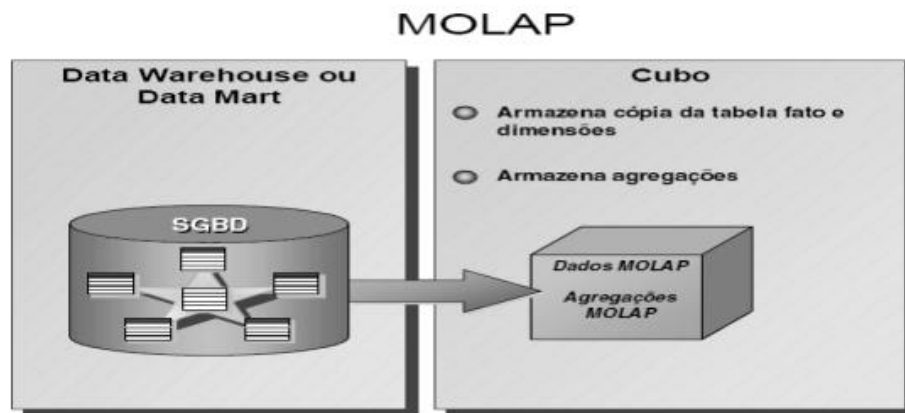 MOLAP
Data Warehouse ou
Data Mart
SGBD
Cubo
Armazena cópia da tabela fato e
dimensões
Armazena agregações
Dados MOLAP
Agregações
MOLAP